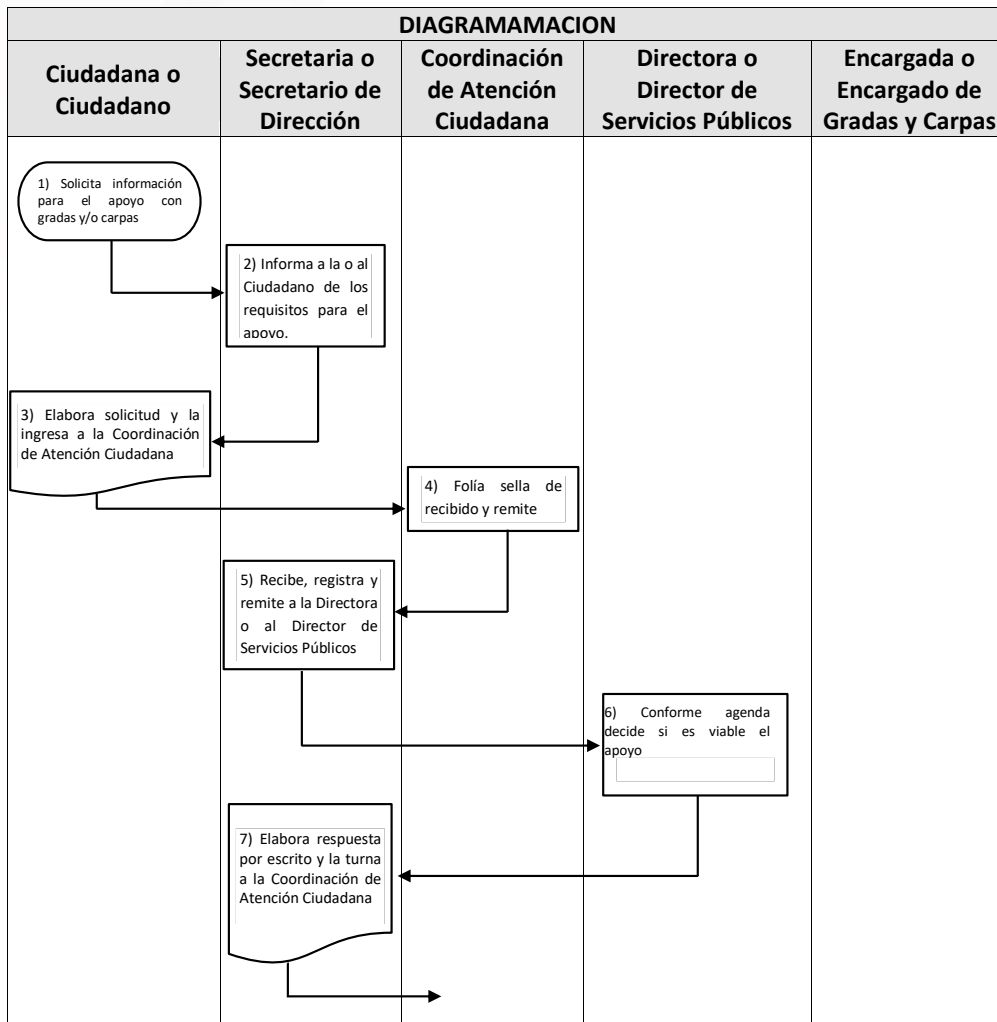 DIAGRAMAMACION
Ciudadana o
Ciudadano
Secretaria o
Secretario de
Dirección
Coordinación
de Atención
Ciudadana
Directora o
Director de
Servicios Públicos
Encargada o
Encargado de
Gradas y Carpas
1) Solicita información
para el apoyo con
gradas y/o carpas
2) Informa a la o al
Ciudadano de los
requisitos para el
apoyo.
3) Elabora solicitud y la
ingresa a la Coordinación
de Atención Ciudadana
4) Folía sella de
recibido y remite
5) Recibe, registra y
remite a la Directora
o al Director de
Servicios Públicos
6) Conforme agenda
decide si es viable el
apoyo
7) Elabora respuesta
por escrito y la turna
a la Coordinación de
Atención Ciudadana